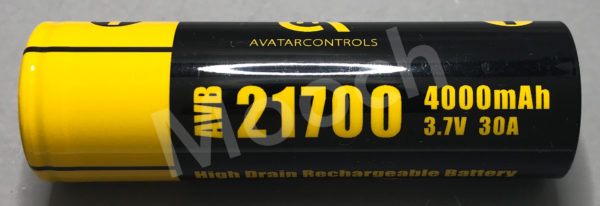 AVATARCONTROLS
AVB
21700
4000mAh
3.7V 30A
High Drain Rechargeable Battery
Mooch